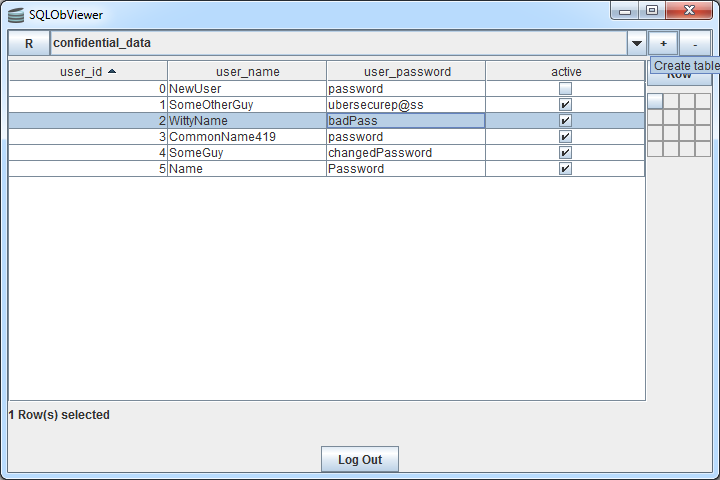 SQLObViewer
R confidential_data + -
Create table
user_id user_name user_password active Row
0 NewUser password
1 SomeOtherGuy ubersecurep@ss
2 WittyName badPass
3 CommonName419 password
4 SomeGuy changedPassword
5 Name Password
1 Row(s) selected
Log Out